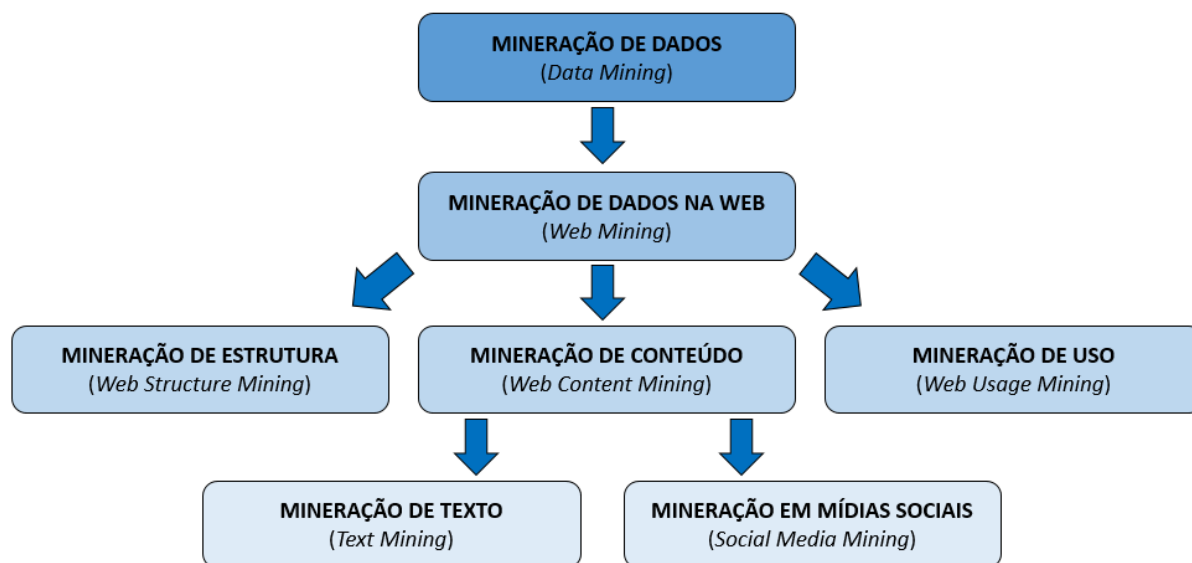 MINERAÇÃO DE DADOS
(Data Mining)
MINERAÇÃO DE DADOS NA WEB
(Web Mining)
MINERAÇÃO DE ESTRUTURA
(Web Structure Mining)
MINERAÇÃO DE CONTEÚDO
(Web Content Mining)
MINERAÇÃO DE USO
(Web Usage Mining)
MINERAÇÃO DE TEXTO
(Text Mining)
MINERAÇÃO EM MÍDIAS SOCIAIS
(Social Media Mining)